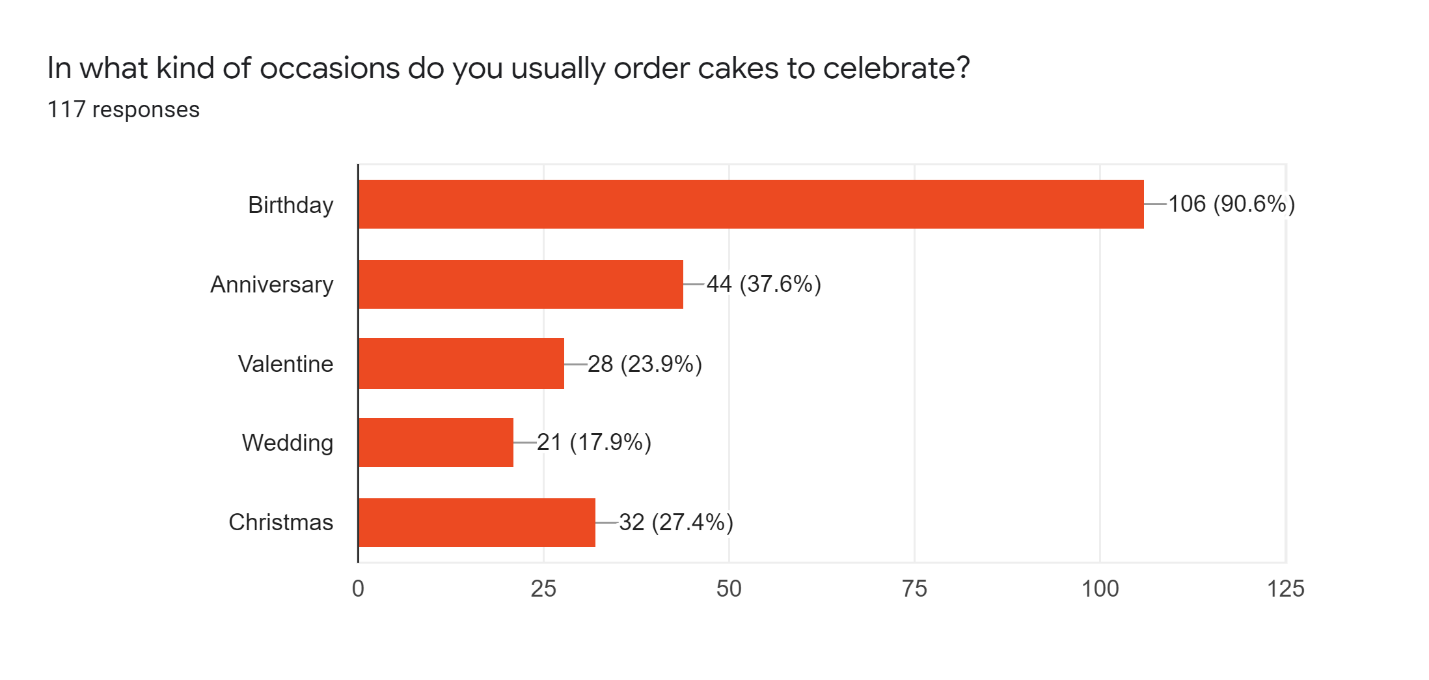 In what kind of occasions do you usually order cakes to celebrate?
117 responses
Birthday
106 (90.6%)
Anniversary
44 (37.6%)
Valentine
28 (23.9%)
Wedding
21 (17.9%)
Christmas
32 (27.4%)
0 25 50 75 100 125